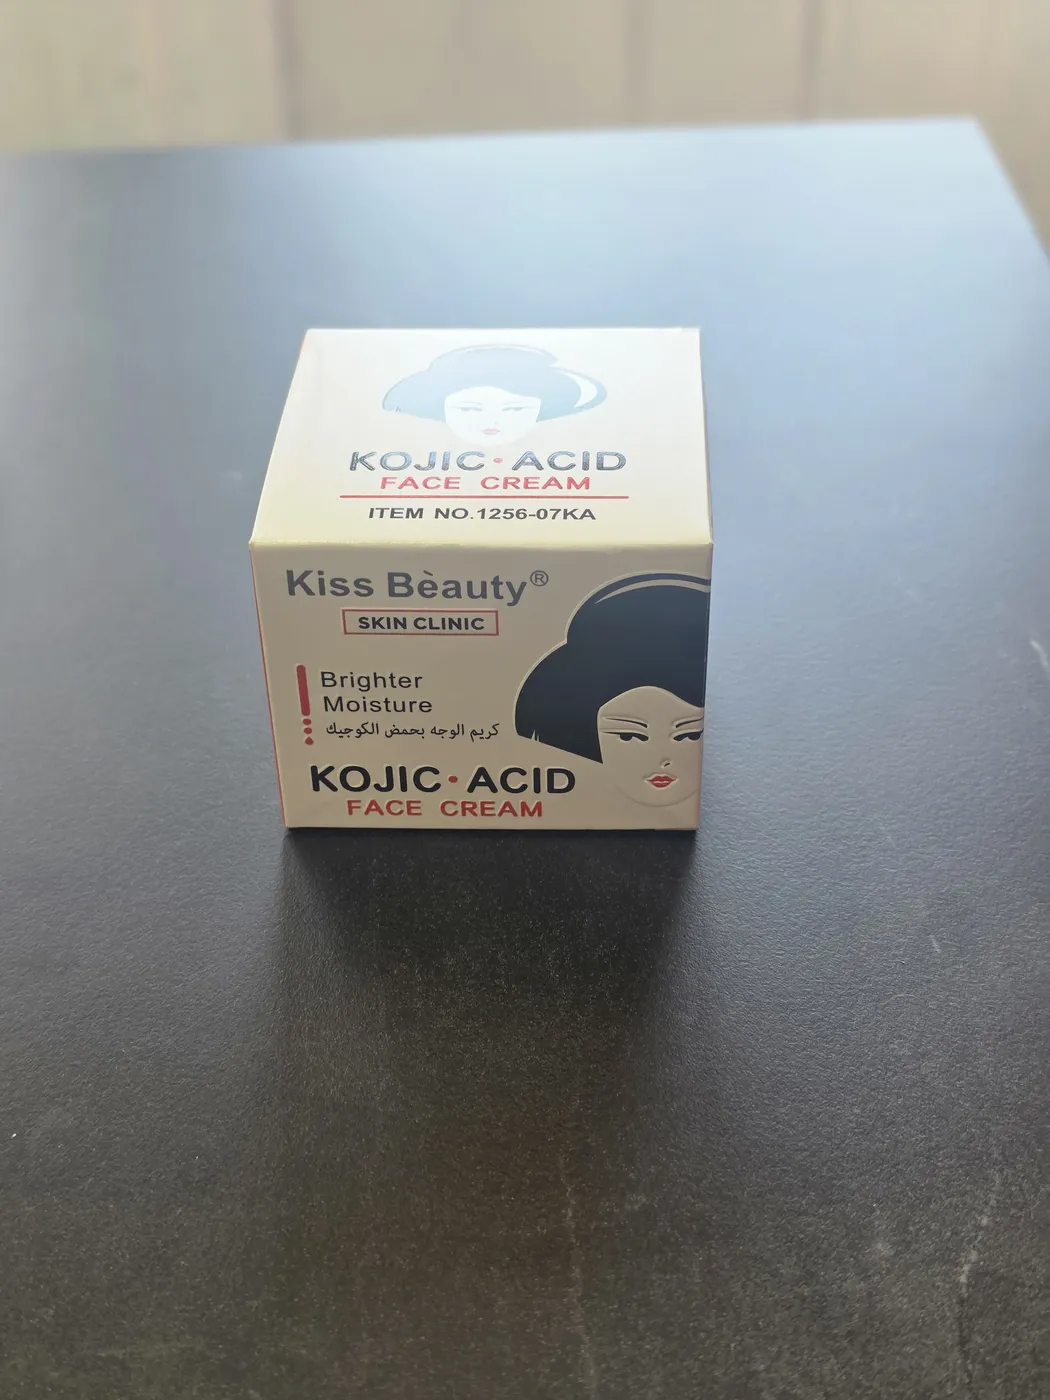 KOJIC • ACID
FACE CREAM
ITEM NO.1256-07KA
Kiss Bèauty®
SKIN CLINIC
Brighter
Moisture
كريم الوجه بحمض الكوجيك
KOJIC • ACID
FACE CREAM